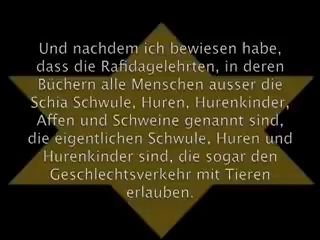 Und nachdem ich bewiesen habe,
dass die Rafidagelehrten, in deren
Büchern alle Menschen ausser die
Schia Schwule, Huren, Hurenkinder,
Affen und Schweine genannt sind,
die eigentlichen Schwule, Huren und
Hurenkinder sind, die sogar den
Geschlechtsverkehr mit Tieren
erlauben.